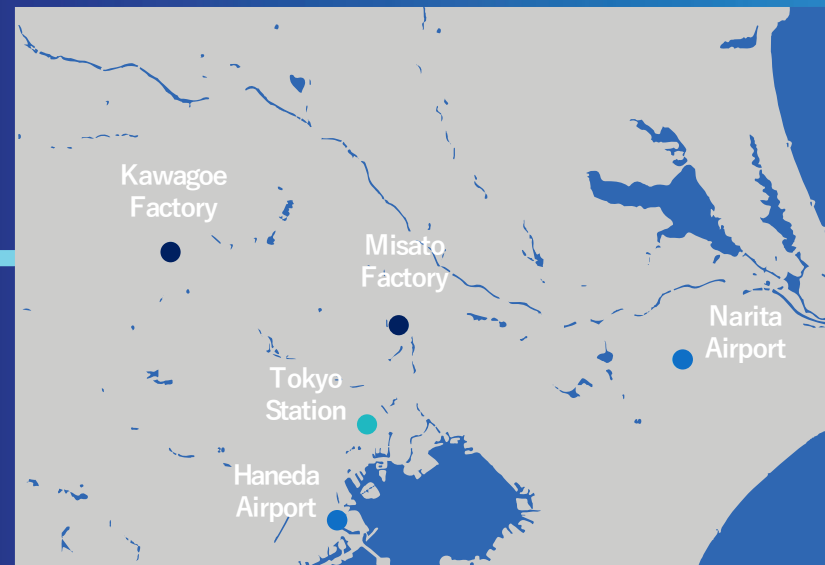 Kawagoe
Factory
Misato
Factory
Narita
Airport
Tokyo
Station
Haneda
Airport